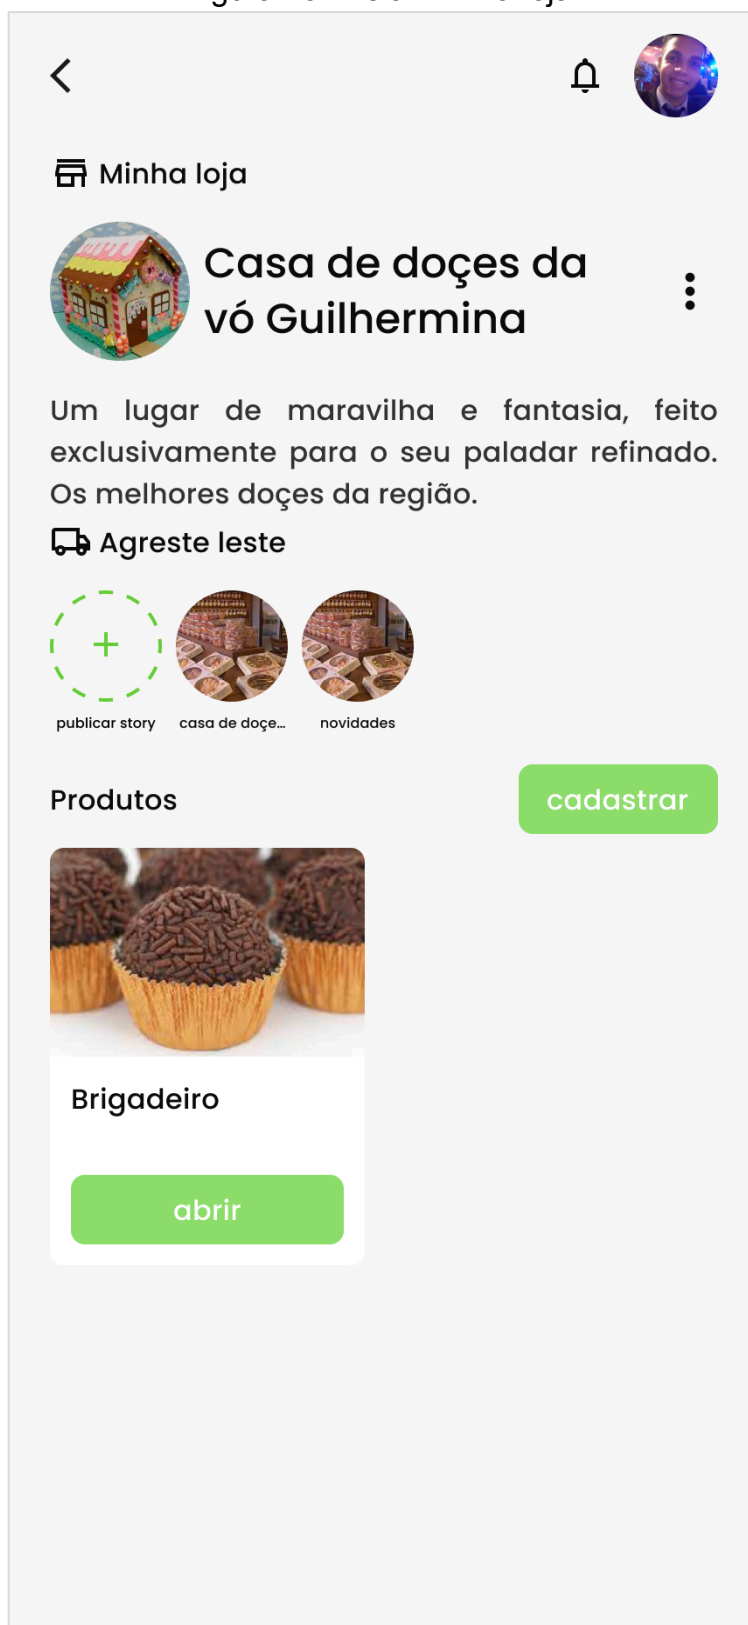 Minha loja
Casa de doçes da
vó Guilhermina
Um lugar de maravilha e fantasia, feito
exclusivamente para o seu paladar refinado.
Os melhores doçes da região.
Agreste leste
+
publicar story
casa de doçe...
novidades
Produtos
cadastrar
Brigadeiro
abrir